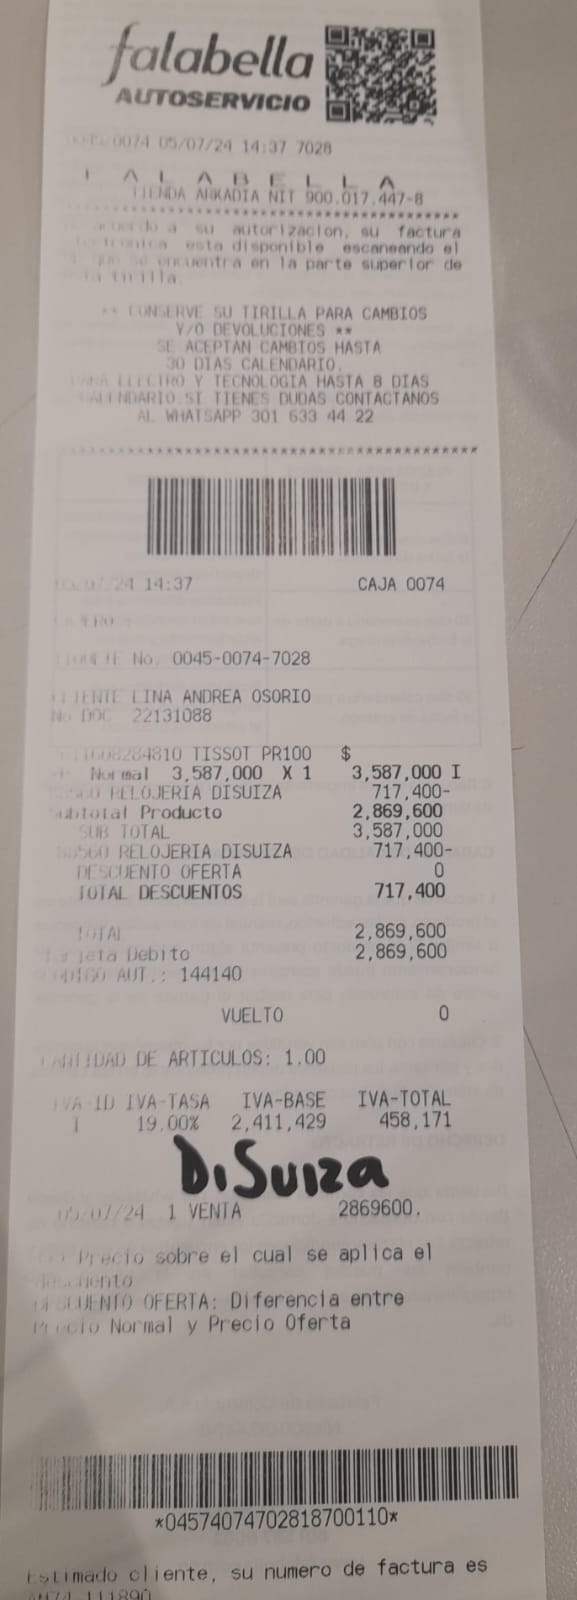 falabella
AUTOSERVICIO
0074 05/07/24 14:37 7028
F A L A B E L L A
TIENDA ARKADIA NIT 900.017.447-8
acuerdo a su autorizacion, su factura
esta disponible escaneando el
que se encuentra en la parte superior de
tirilla.
** CONSERVE SU TIRILLA PARA CAMBIOS
Y/O DEVOLUCIONES **
SE ACEPTAN CAMBIOS HASTA
30 DIAS CALENDARIO.
PARA ELECTRO Y TECNOLOGIA HASTA 8 DIAS
CALENDARIO.SI TIENES DUDAS CONTACTANOS
AL WHATSAPP 301 633 44 22
05/07/24 14:37 CAJA 0074
No. 0045-0074-7028
CLIENTE LINA ANDREA OSORIO
No DOC 22131088
TISSOT PR100 $
Normal 3,587,000 X 1 3,587,000 I
RELOJERIA DISUIZA 717,400-
Subtotal Producto 2,869,600
SUB TOTAL 3,587,000
RELOJERIA DISUIZA 717,400-
DESCUENTO OFERTA 0
TOTAL DESCUENTOS 717,400
TOTAL 2,869,600
Tarjeta Debito 2,869,600
CODIGO AUT.: 144140
VUELTO 0
CANTIDAD DE ARTICULOS: 1.00
IVA-ID IVA-TASA IVA-BASE IVA-TOTAL
I 19.00% 2,411,429 458,171
DiSuiza
05/07/24 1 VENTA 2869600.
Precio sobre el cual se aplica el
descuento
DESCUENTO OFERTA: Diferencia entre
Precio Normal y Precio Oferta
*04574074702818700110*
Estimado cliente, su numero de factura es